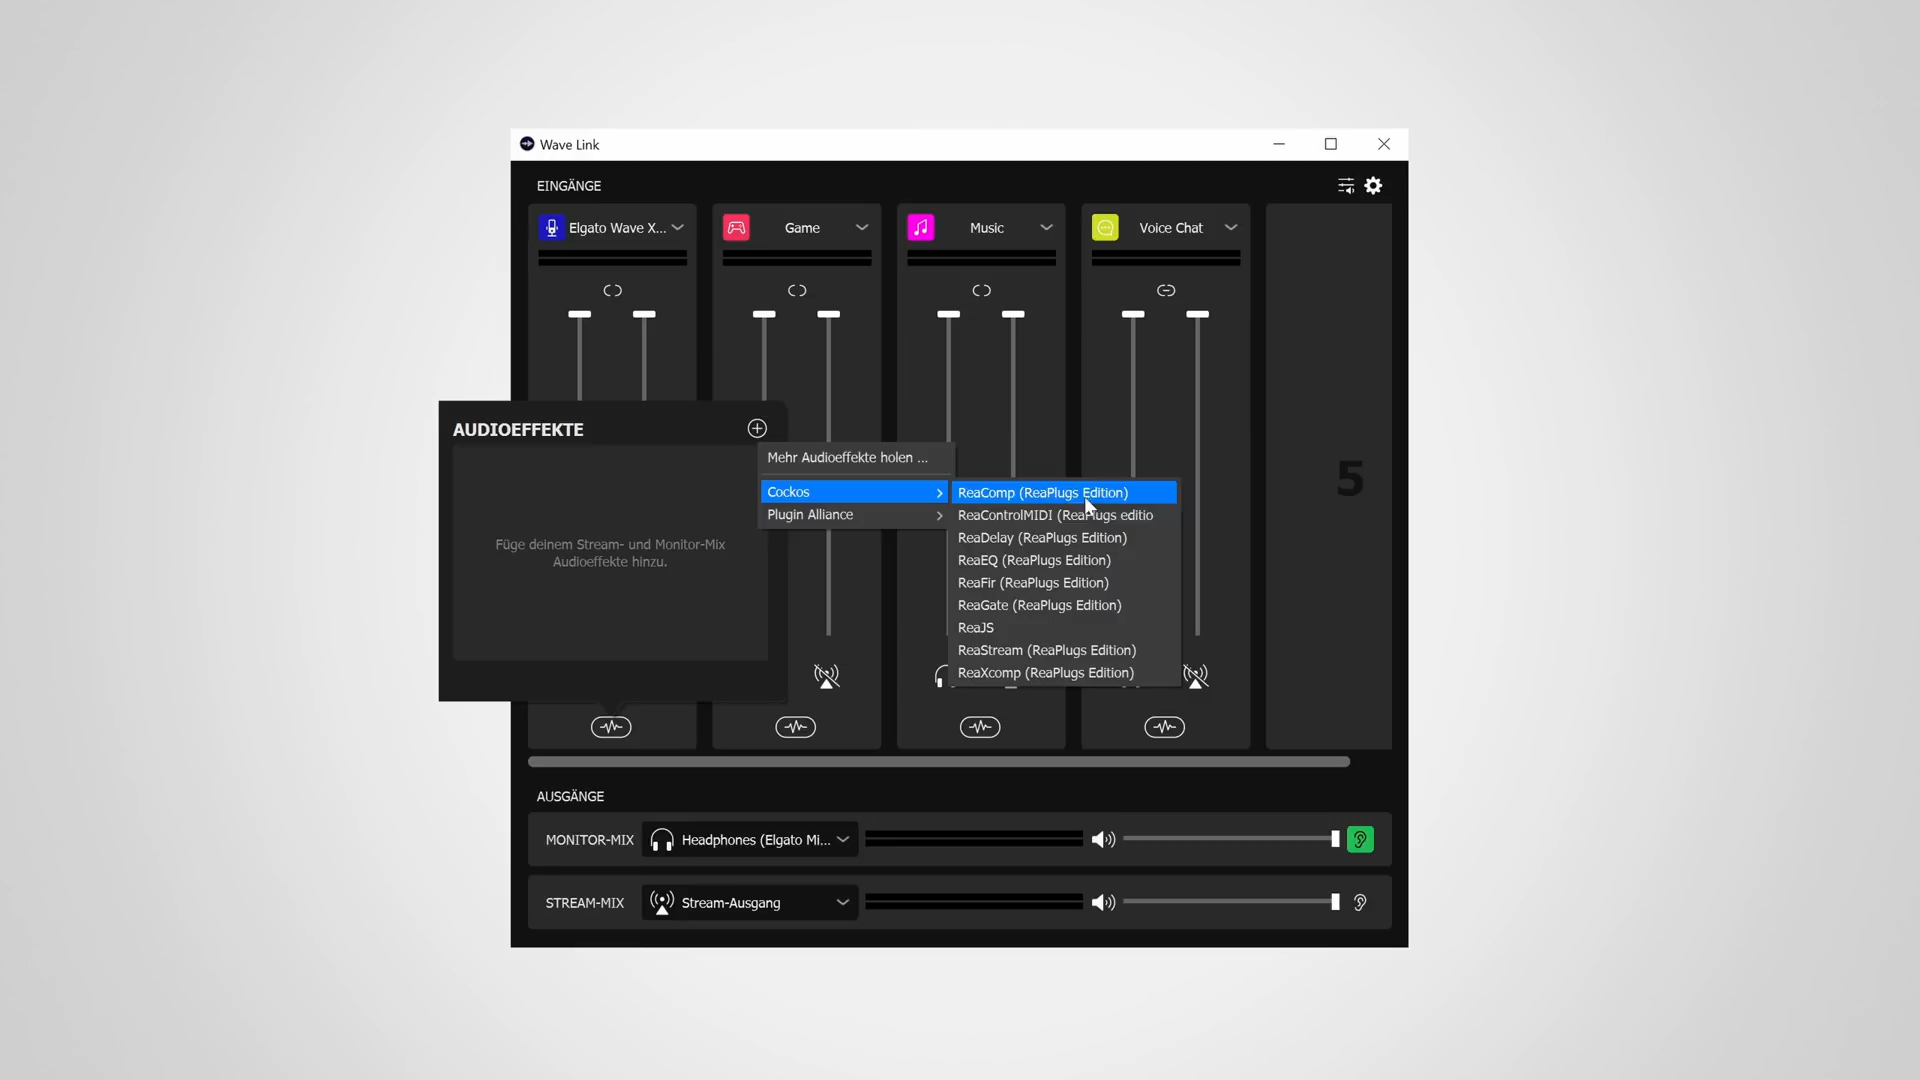 Wave Link
EINGÄNGE
Elgato Wave X...
Game
Music
Voice Chat
5
AUDIOEFFEKTE
Füge deinem Stream- und Monitor-Mix
Audioeffekte hinzu.
Mehr Audioeffekte holen ...
Cockos
Plugin Alliance
ReaComp (ReaPlugs Edition)
ReaControlMIDI (ReaPlugs editio
ReaDelay (ReaPlugs Edition)
ReaEQ (ReaPlugs Edition)
ReaFir (ReaPlugs Edition)
ReaGate (ReaPlugs Edition)
ReaJS
ReaStream (ReaPlugs Edition)
ReaXcomp (ReaPlugs Edition)
AUSGÄNGE
MONITOR-MIX
Headphones (Elgato Mi...
STREAM-MIX
Stream-Ausgang